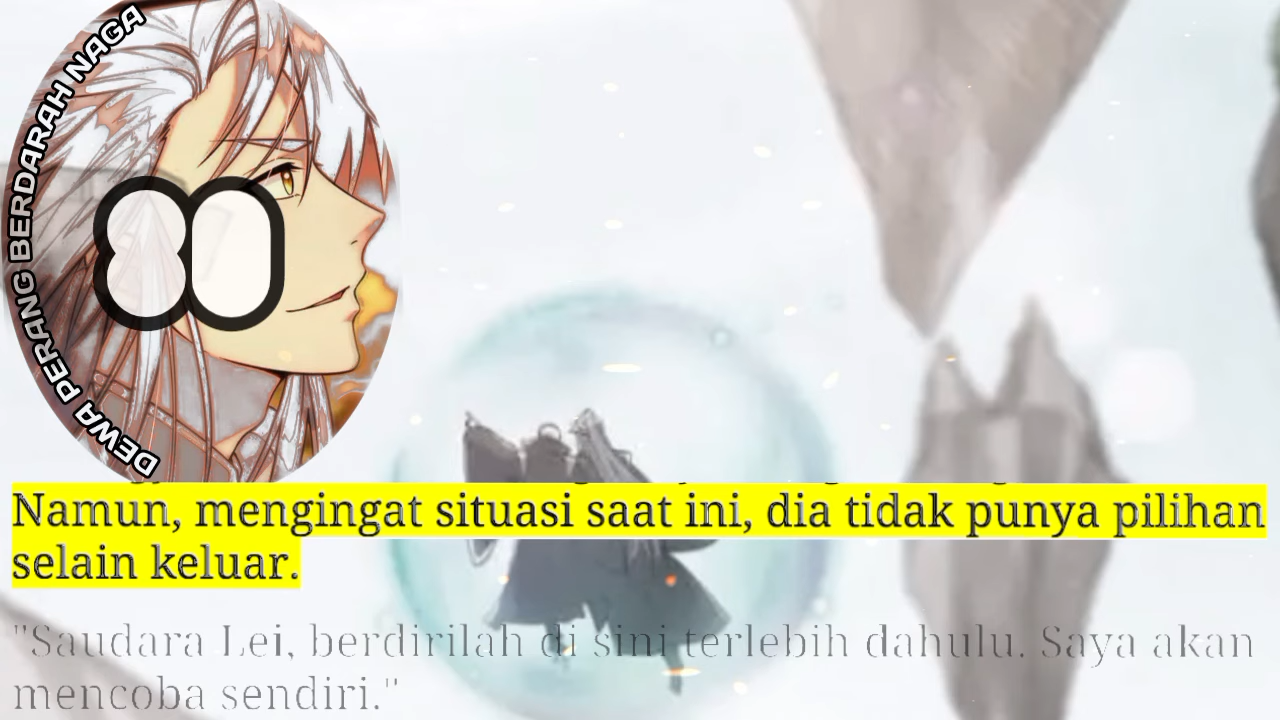 DEWA PERANG BERDARAH NAGA
80
Namun, mengingat situasi saat ini, dia tidak punya pilihan
selain keluar.
"Saudara Lei, berdirilah di sini terlebih dahulu. Saya akan
mencoba sendiri."